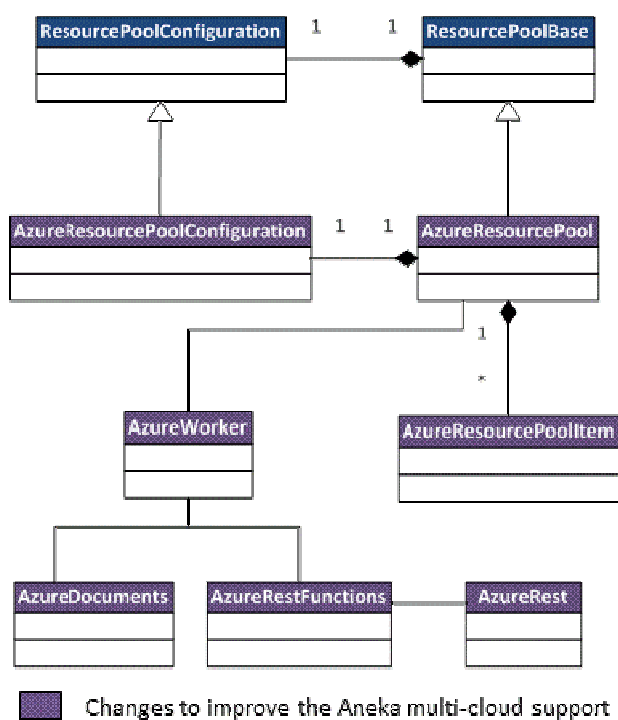 ResourcePoolConfiguration
1
1
ResourcePoolBase
AzureResourcePoolConfiguration
1
1
AzureResourcePool
1
*
AzureWorker
AzureResourcePoolItem
AzureDocuments
AzureRestFunctions
AzureRest
Changes to improve the Aneka multi-cloud support